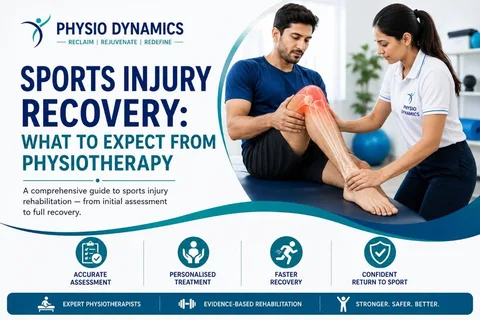 PHYSIO DYNAMICS
RECLAIM | REJUVENATE | REDEFINE
SPORTS INJURY
RECOVERY:
WHAT TO EXPECT FROM
PHYSIOTHERAPY
A comprehensive guide to sports injury
rehabilitation — from initial assessment
to full recovery.
PHYSIO
DYNAMICS
ACCURATE
ASSESSMENT
PERSONALISED
TREATMENT
FASTER
RECOVERY
CONFIDENT
RETURN TO SPORT
EXPERT PHYSIOTHERAPISTS
EVIDENCE-BASED REHABILITATION
STRONGER. SAFER. BETTER.